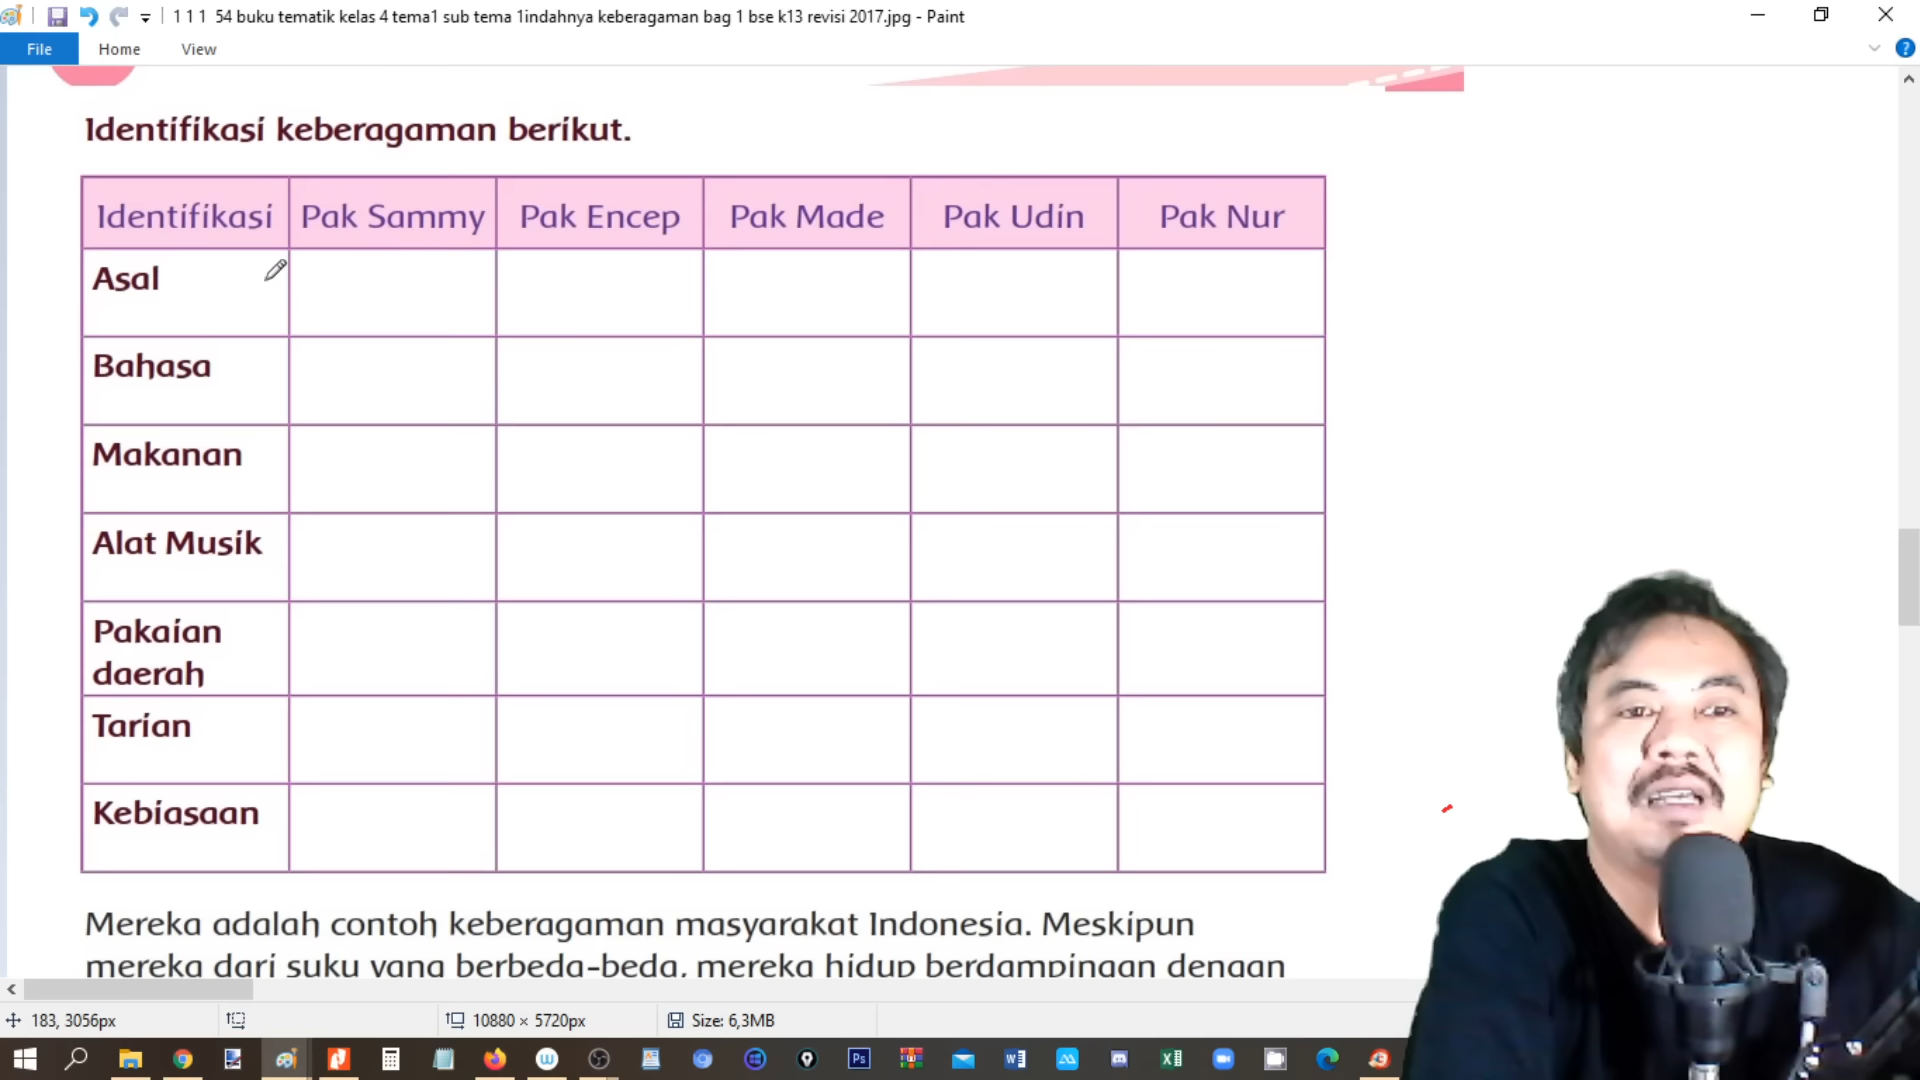 1 1 1 54 buku tematik kelas 4 tema1 sub tema 1indahnya keberagaman bag 1 bse k13 revisi 2017.jpg - Paint
File Home View
Identifikasi keberagaman berikut.
Identifikasi Pak Sammy Pak Encep Pak Made Pak Udin Pak Nur
Asal
Bahasa
Makanan
Alat Musik
Pakaian
daerah
Tarian
Kebiasaan
Mereka adalah contoh keberagaman masyarakat Indonesia. Meskipun
mereka dari suku yang berbeda-beda, mereka hidup berdampingan dengan
183, 3056px 10880 × 5720px Size: 6,3MB